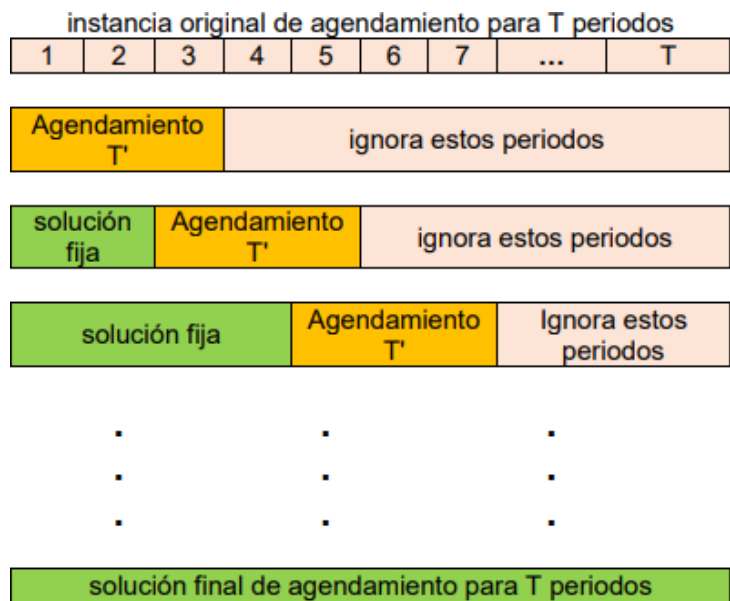 instancia original de agendamiento para T periodos
1 2 3 4 5 6 7 ... T
Agendamiento
T'
ignora estos periodos
solución
fija
Agendamiento
T'
ignora estos periodos
solución fija
Agendamiento
T'
Ignora estos
periodos
. . .
. . .
. . .
solución final de agendamiento para T periodos